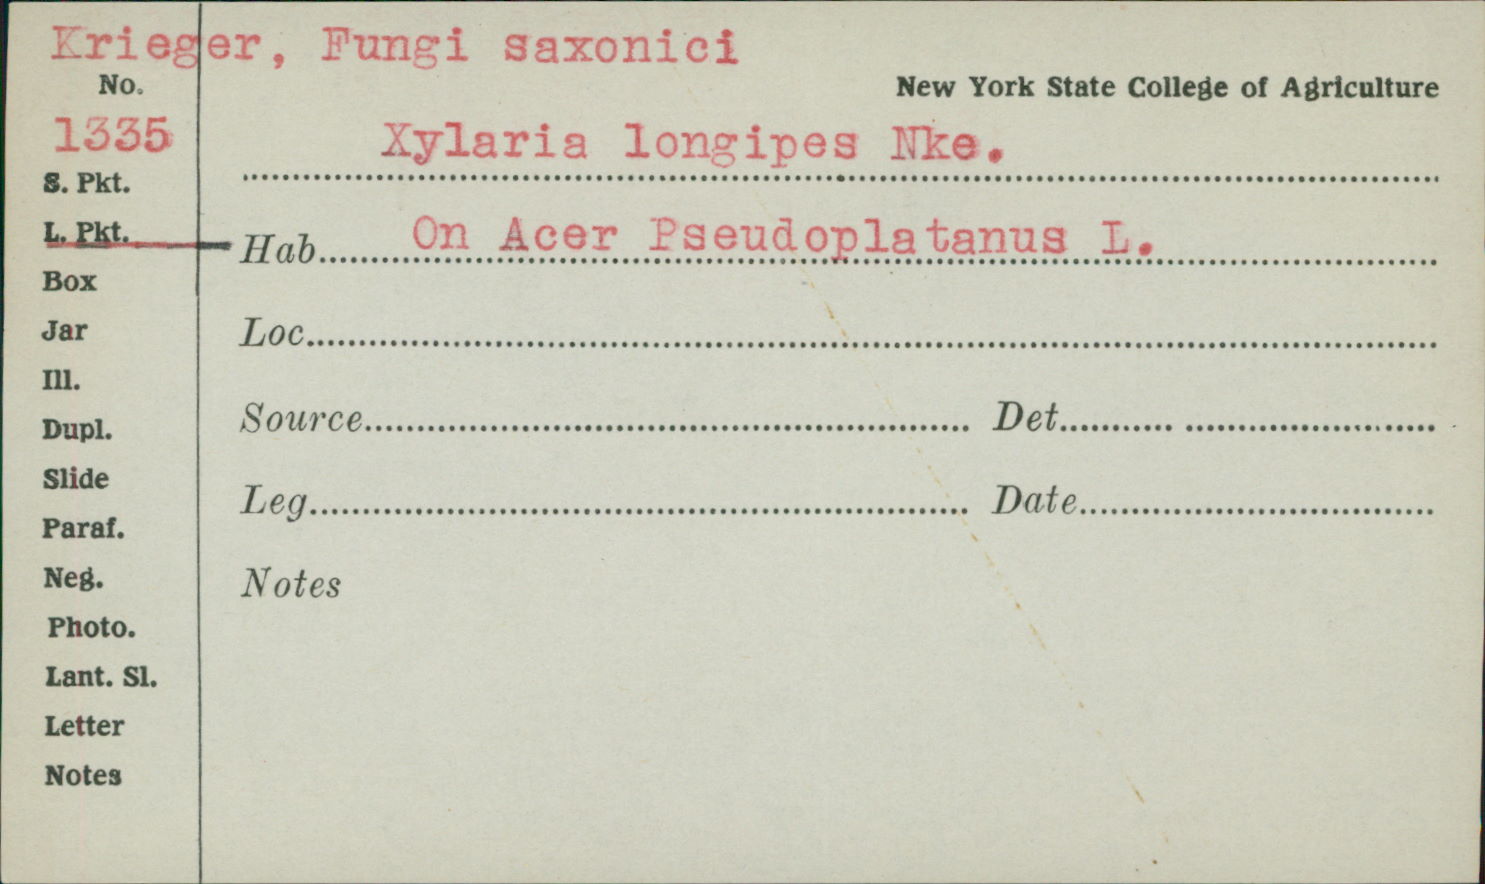 Krieger, Fungi saxonici
No.
New York State College of Agriculture
1335
Xylaria longipes Nke.
S. Pkt.
L. Pkt.
Hab. On Acer Pseudoplatanus L.
Box
Jar
Loc.
Ill.
Dupl.
Source
Det.
Slide
Leg.
Date
Paraf.
Neg.
Notes
Photo.
Lant. Sl.
Letter
Notes